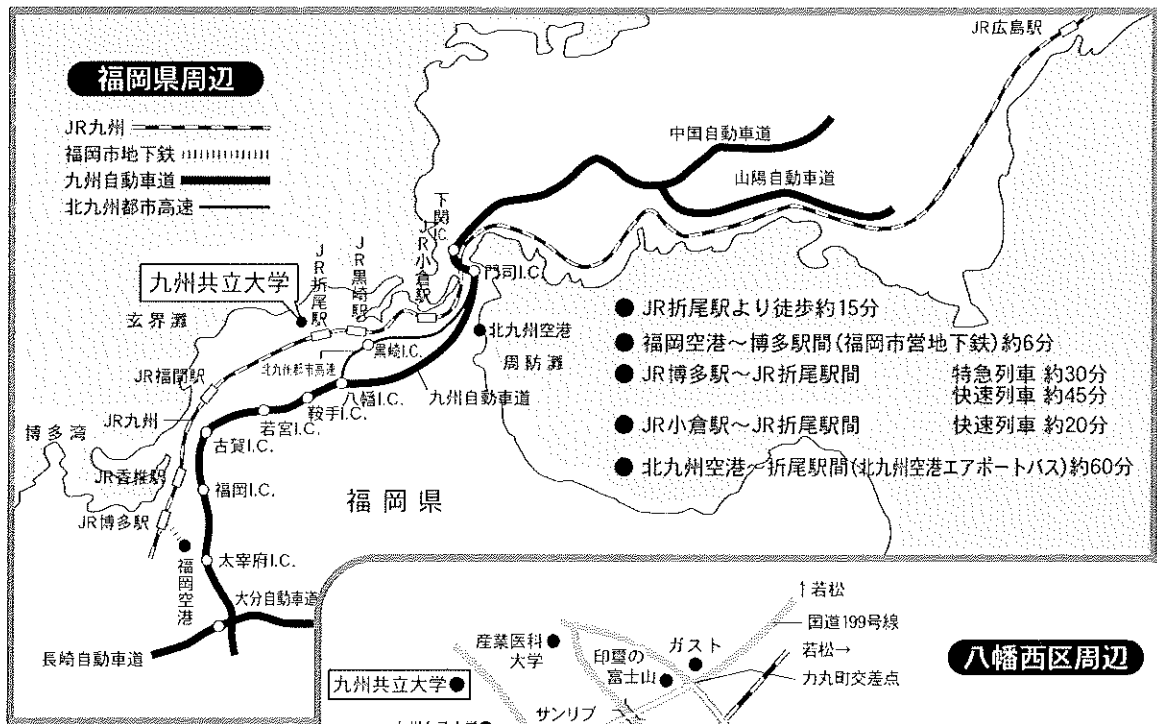 JR広島駅
福岡県周辺
JR九州
福岡市地下鉄
九州自動車道
北九州都市高速
中国自動車道
山陽自動車道
下関I.C.
JR小倉駅
JR黒崎駅
JR折尾駅
門司I.C.
九州共立大学
玄界灘
北九州空港
周防灘
黒崎I.C.
北九州都市高速
JR福間駅
八幡I.C.
九州自動車道
鞍手I.C.
JR九州
若宮I.C.
博多湾
古賀I.C.
JR香椎駅
福岡I.C.
福岡県
JR博多駅
福岡空港
太宰府I.C.
大分自動車道
長崎自動車道
●JR折尾駅より徒歩約15分
●福岡空港～博多駅間(福岡市営地下鉄)約6分
●JR博多駅～JR折尾駅間 特急列車 約30分
快速列車 約45分
●JR小倉駅～JR折尾駅間 快速列車 約20分
●北九州空港～折尾駅間(北九州空港エアポートバス)約60分
↑若松
国道199号線
産業医科
大学
印璽の
富士山
ガスト
若松→
力丸町交差点
八幡西区周辺
九州共立大学
サンリブ